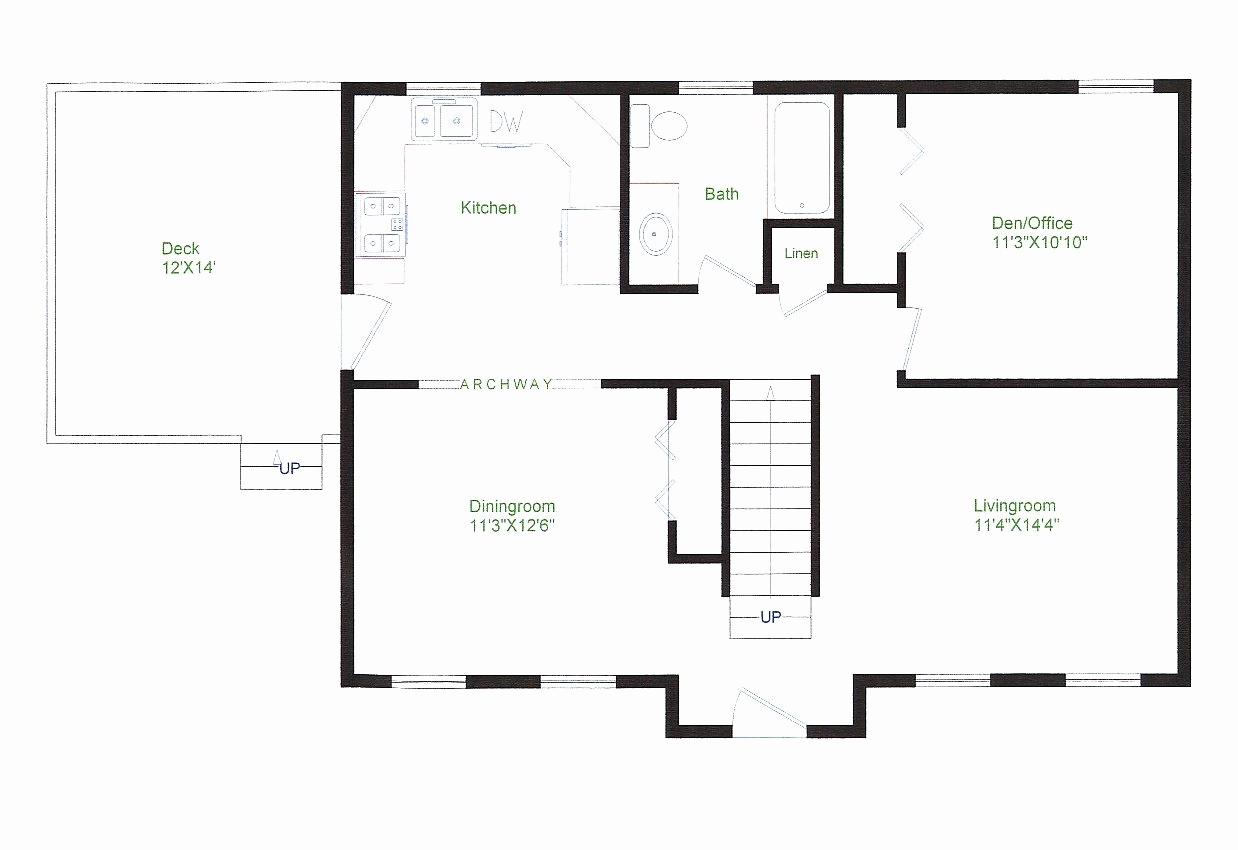 DW
Kitchen
Bath
Linen
Den/Office
11'3"X10'10"
Deck
12'X14'
ARCHWAY
UP
Diningroom
11'3"X12'6"
Livingroom
11'4"X14'4"
UP